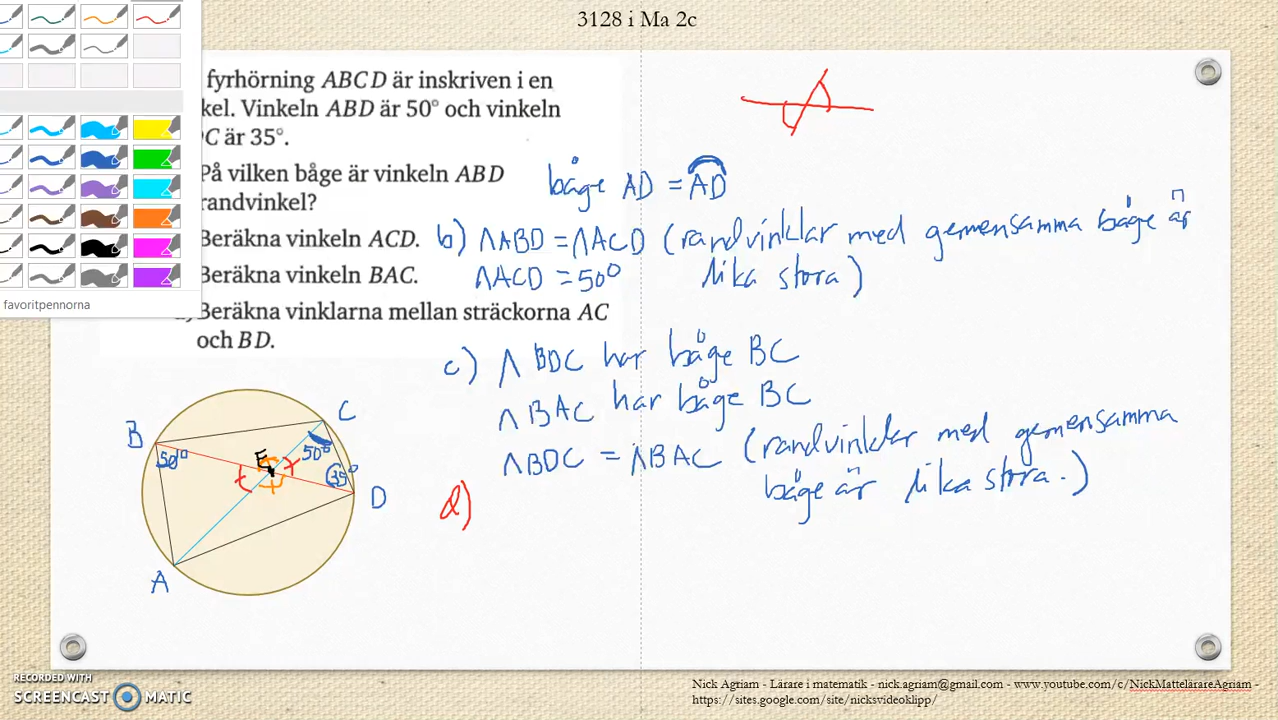 3128 i Ma 2c
fyrhörning ABCD är inskriven i en
kel. Vinkeln ABD är 50° och vinkeln
C är 35°.
På vilken båge är vinkeln ABD
randvinkel?
Beräkna vinkeln ACD.
Beräkna vinkeln BAC.
Beräkna vinklarna mellan sträckorna AC
och BD.
favoritpennorna
båge AD = AD
b) ∧ABD = ∧ACD (randvinklar med gemensamma båge är
∧ACD = 50° lika stora)
c) ∧ BDC har båge BC
∧ BAC har båge BC
∧BDC = ∧BAC (randvinklar med gemensamma
båge är lika stora.)
d)
B
C
E
50°
50°
35°
D
A
RECORDED WITH
SCREENCAST MATIC
Nick Agriam - Lärare i matematik - nick.agriam@gmail.com - www.youtube.com/c/NickMattelärareAgriam -
https://sites.google.com/site/nicksvideoklipp/